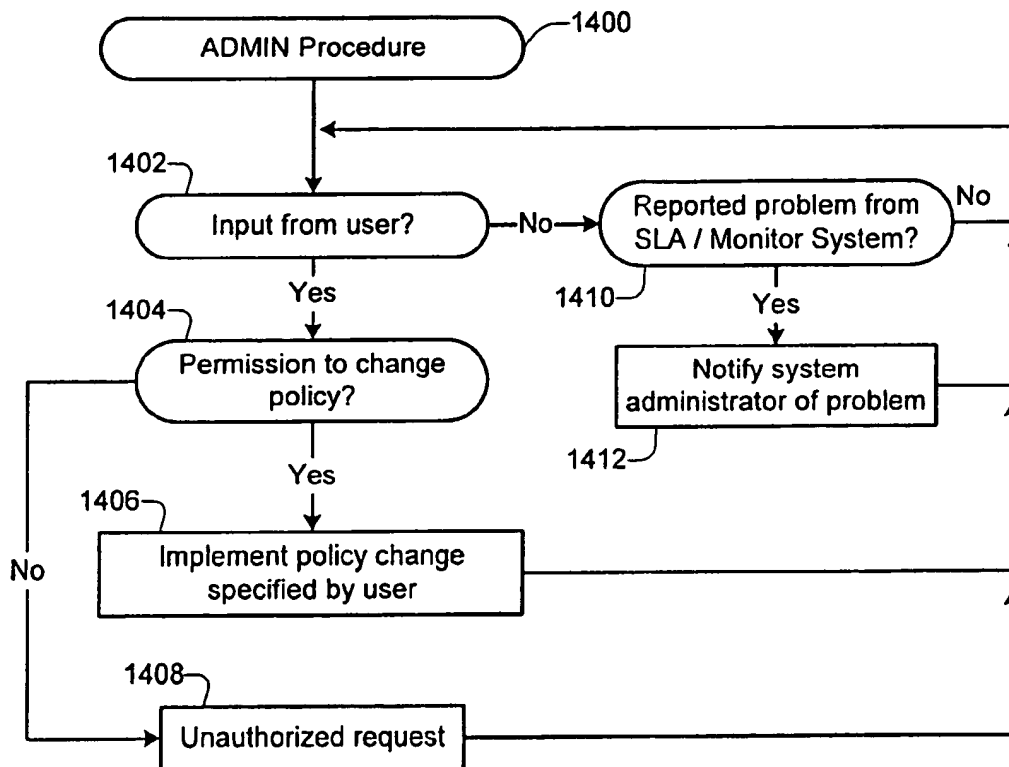 1400
ADMIN Procedure
1402
Input from user?
No
Reported problem from
SLA / Monitor System?
No
1410
Yes
Yes
1404
Permission to change
policy?
Notify system
administrator of problem
1412
Yes
1406
Implement policy change
specified by user
No
1408
Unauthorized request